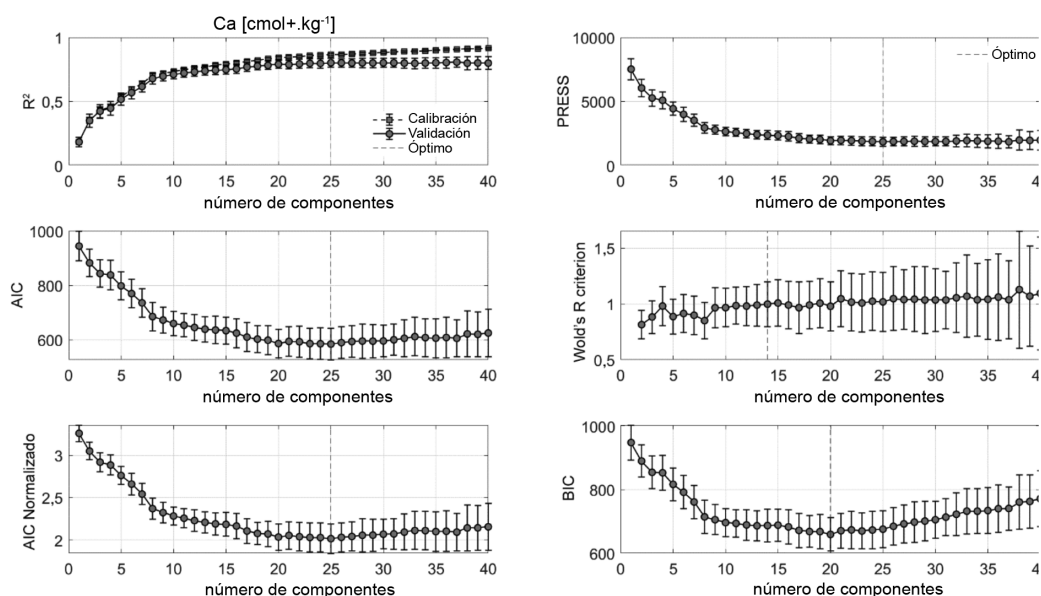 Ca [cmol+.kg⁻¹]
1
0,5
0
R²
Calibración
Validación
Óptimo
0 5 10 15 20 25 30 35 40
número de componentes
10000
5000
0
PRESS
Óptimo
0 5 10 15 20 25 30 35 40
número de componentes
1000
800
600
AIC
0 5 10 15 20 25 30 35 40
número de componentes
1,5
1
0,5
Wold's R criterion
0 5 10 15 20 25 30 35 40
número de componentes
3
2,5
2
AIC Normalizado
0 5 10 15 20 25 30 35 40
número de componentes
1000
800
600
BIC
0 5 10 15 20 25 30 35 40
número de componentes